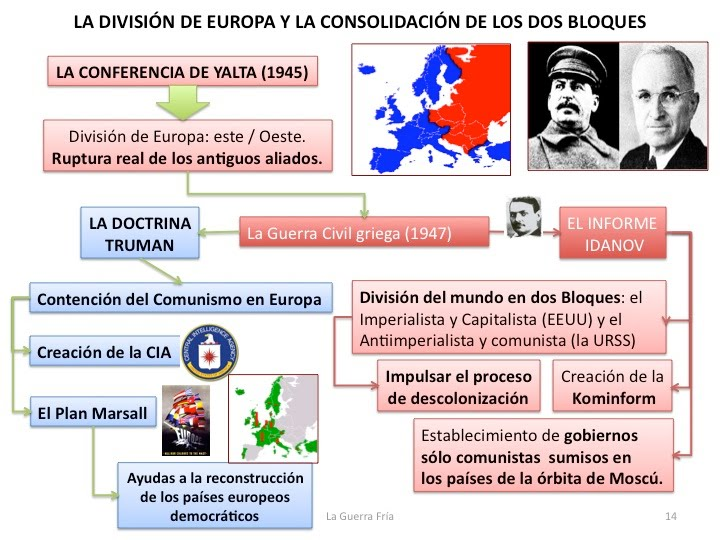 LA DIVISIÓN DE EUROPA Y LA CONSOLIDACIÓN DE LOS DOS BLOQUES
LA CONFERENCIA DE YALTA (1945)
División de Europa: este / Oeste.
Ruptura real de los antiguos aliados.
LA DOCTRINA
TRUMAN
La Guerra Civil griega (1947)
EL INFORME
IDANOV
Contención del Comunismo en Europa
División del mundo en dos Bloques: el
Imperialista y Capitalista (EEUU) y el
Antiimperialista y comunista (la URSS)
Creación de la CIA
CENTRAL INTELLIGENCE AGENCY
Impulsar el proceso
de descolonización
Creación de la
Kominform
El Plan Marsall
EUROPE
Establecimiento de gobiernos
sólo comunistas sumisos en
los países de la órbita de Moscú.
Ayudas a la reconstrucción
de los países europeos
democráticos
La Guerra Fría
14